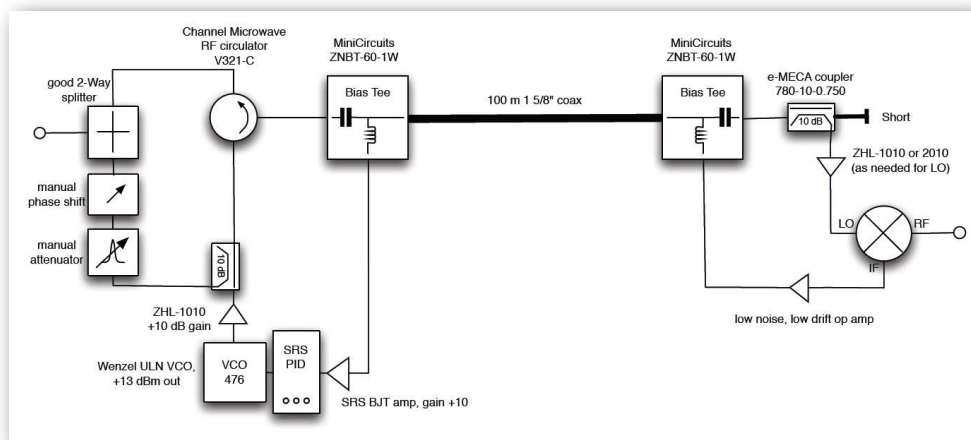 Channel Microwave
RF circulator
V321-C
MiniCircuits
ZNBT-60-1W
MiniCircuits
ZNBT-60-1W
good 2-Way
splitter
Bias Tee
100 m 1 5/8" coax
Bias Tee
e-MECA coupler
780-10-0.750
10 dB
Short
ZHL-1010 or 2010
(as needed for LO)
manual
phase shift
manual
attenuator
10 dB
LO
RF
IF
ZHL-1010
+10 dB gain
low noise, low drift op amp
Wenzel ULN VCO,
+13 dBm out
VCO
476
SRS
PID
SRS BJT amp, gain +10